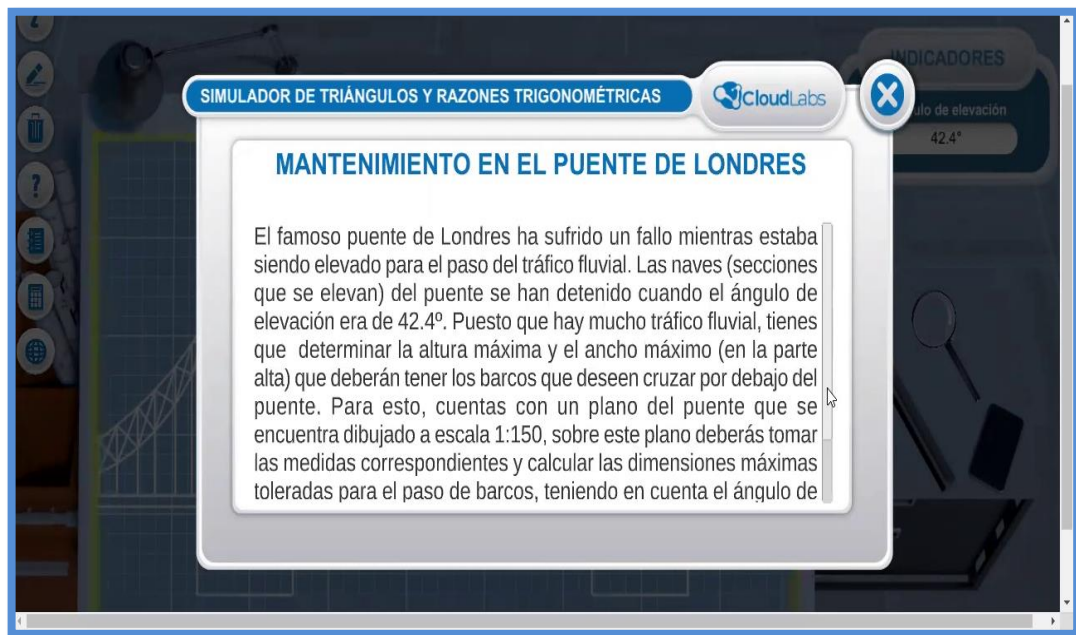 INDICADORES
SIMULADOR DE TRIÁNGULOS Y RAZONES TRIGONOMÉTRICAS
CloudLabs
ulo de elevación
42.4°
MANTENIMIENTO EN EL PUENTE DE LONDRES
El famoso puente de Londres ha sufrido un fallo mientras estaba
siendo elevado para el paso del tráfico fluvial. Las naves (secciones
que se elevan) del puente se han detenido cuando el ángulo de
elevación era de 42.4º. Puesto que hay mucho tráfico fluvial, tienes
que determinar la altura máxima y el ancho máximo (en la parte
alta) que deberán tener los barcos que deseen cruzar por debajo del
puente. Para esto, cuentas con un plano del puente que se
encuentra dibujado a escala 1:150, sobre este plano deberás tomar
las medidas correspondientes y calcular las dimensiones máximas
toleradas para el paso de barcos, teniendo en cuenta el ángulo de